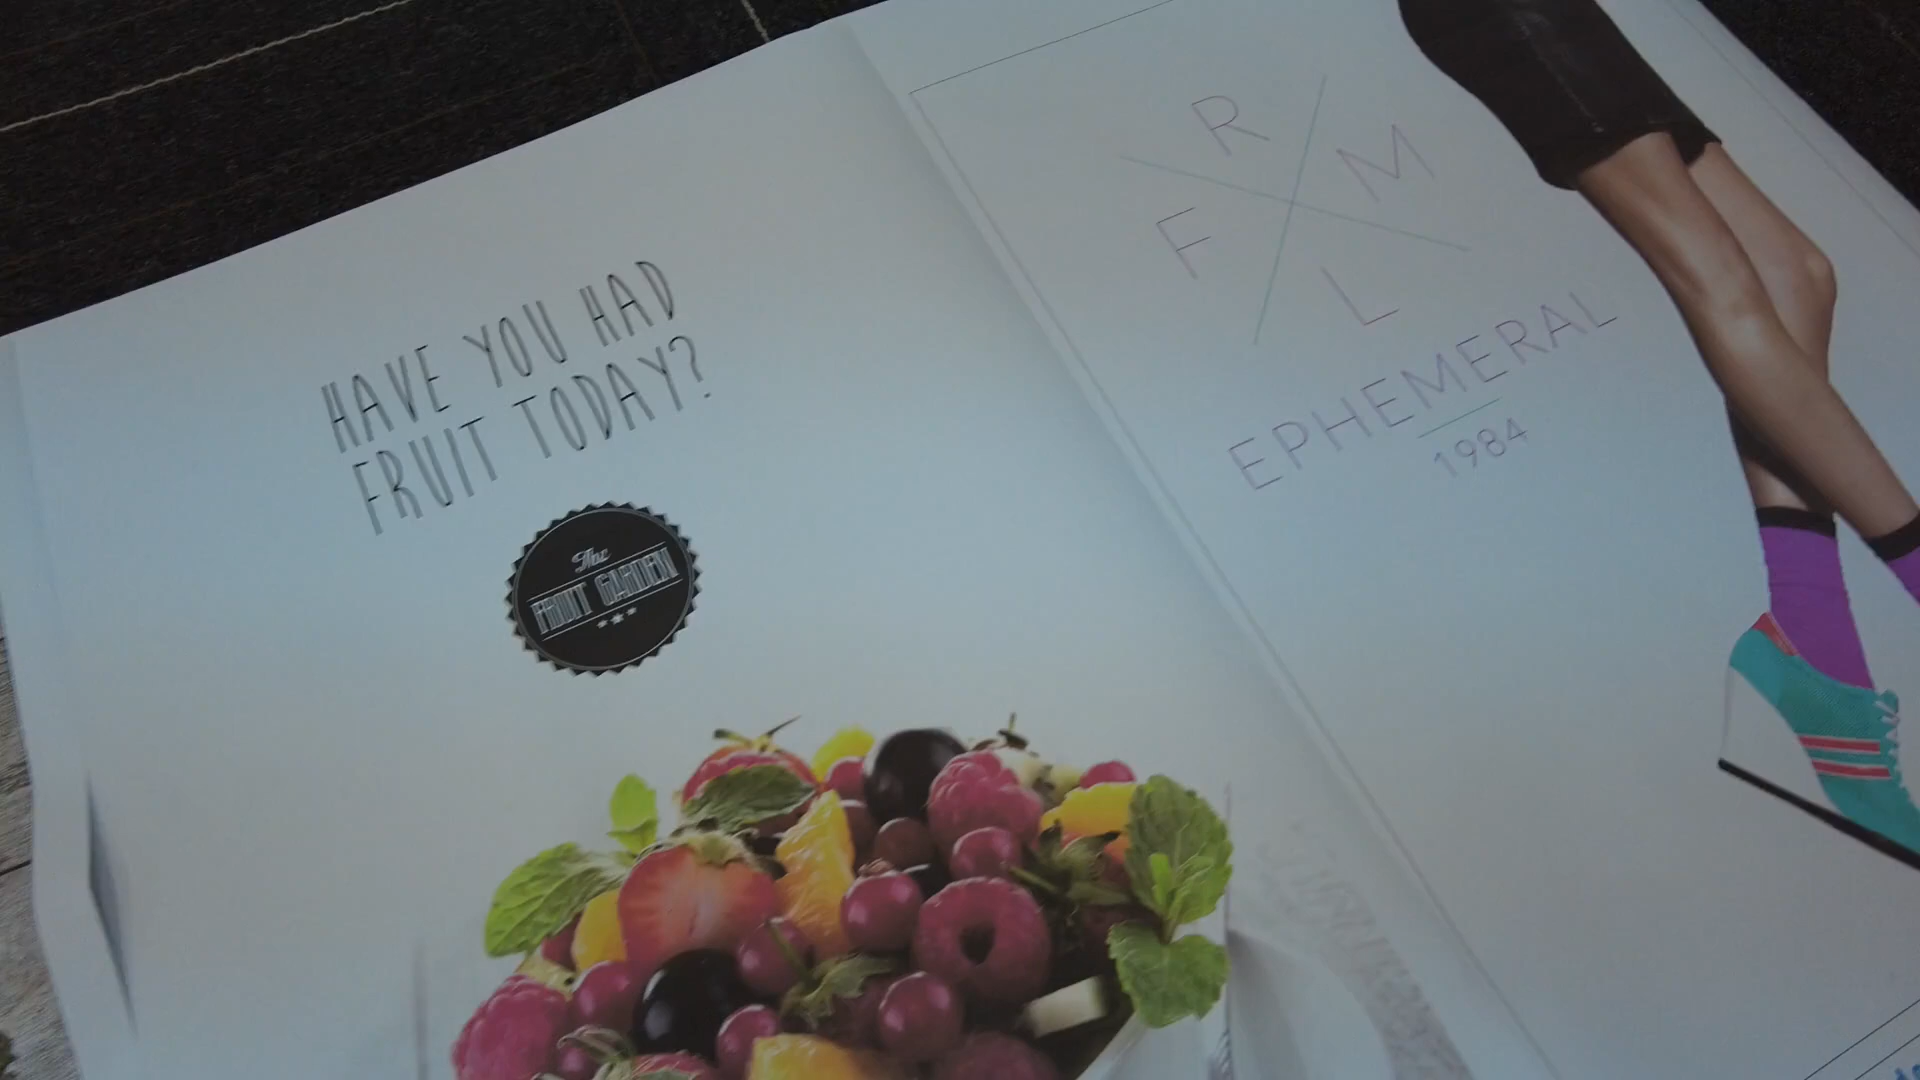 HAVE YOU HAD
FRUIT TODAY?
The
FRUIT GARDEN
R
F M
L
EPHEMERAL
1984